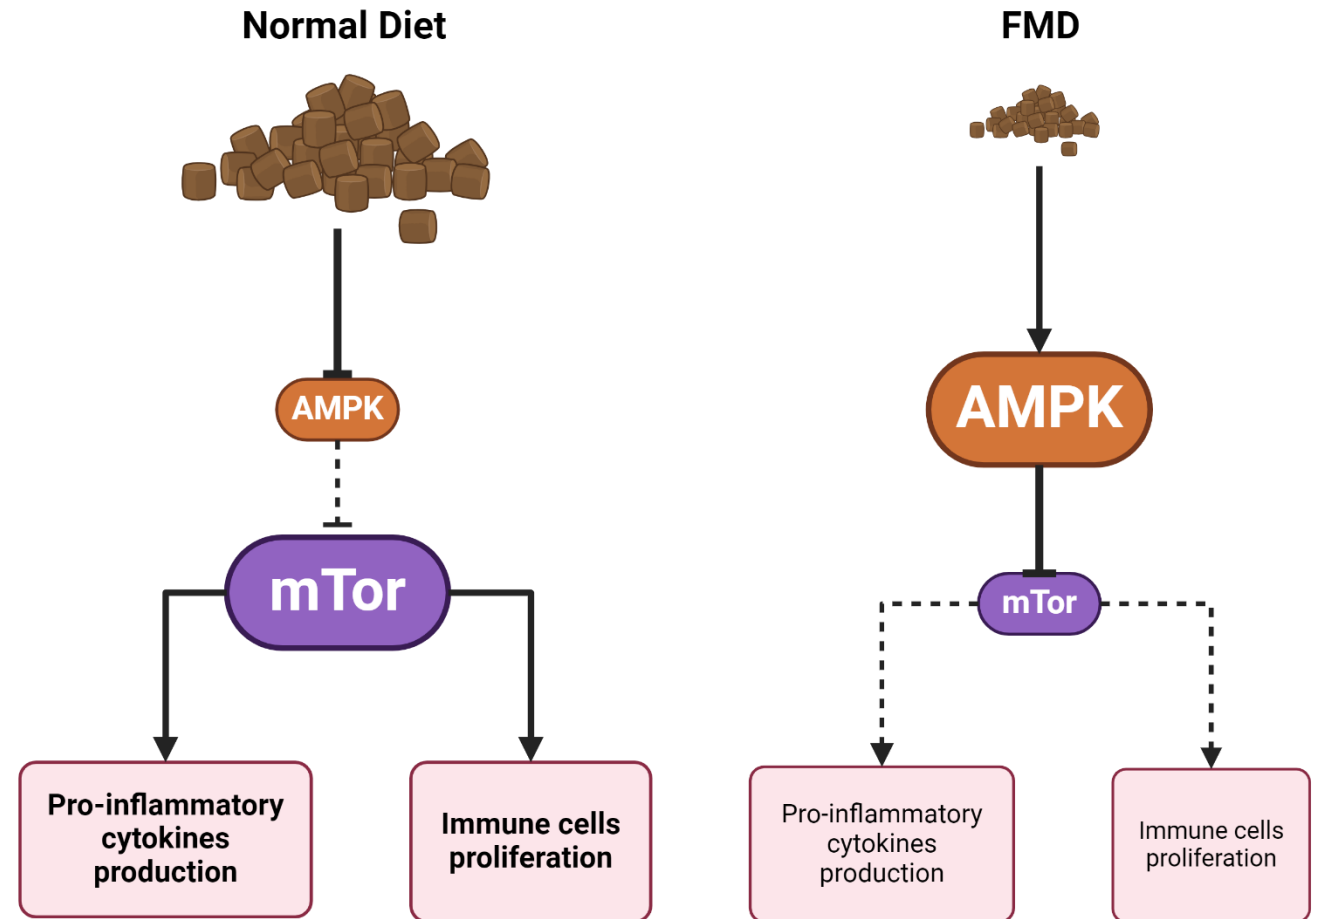 Normal Diet
AMPK
mTor
Pro-inflammatory
cytokines
production
Immune cells
proliferation
FMD
AMPK
mTor
Pro-inflammatory
cytokines
production
Immune cells
proliferation